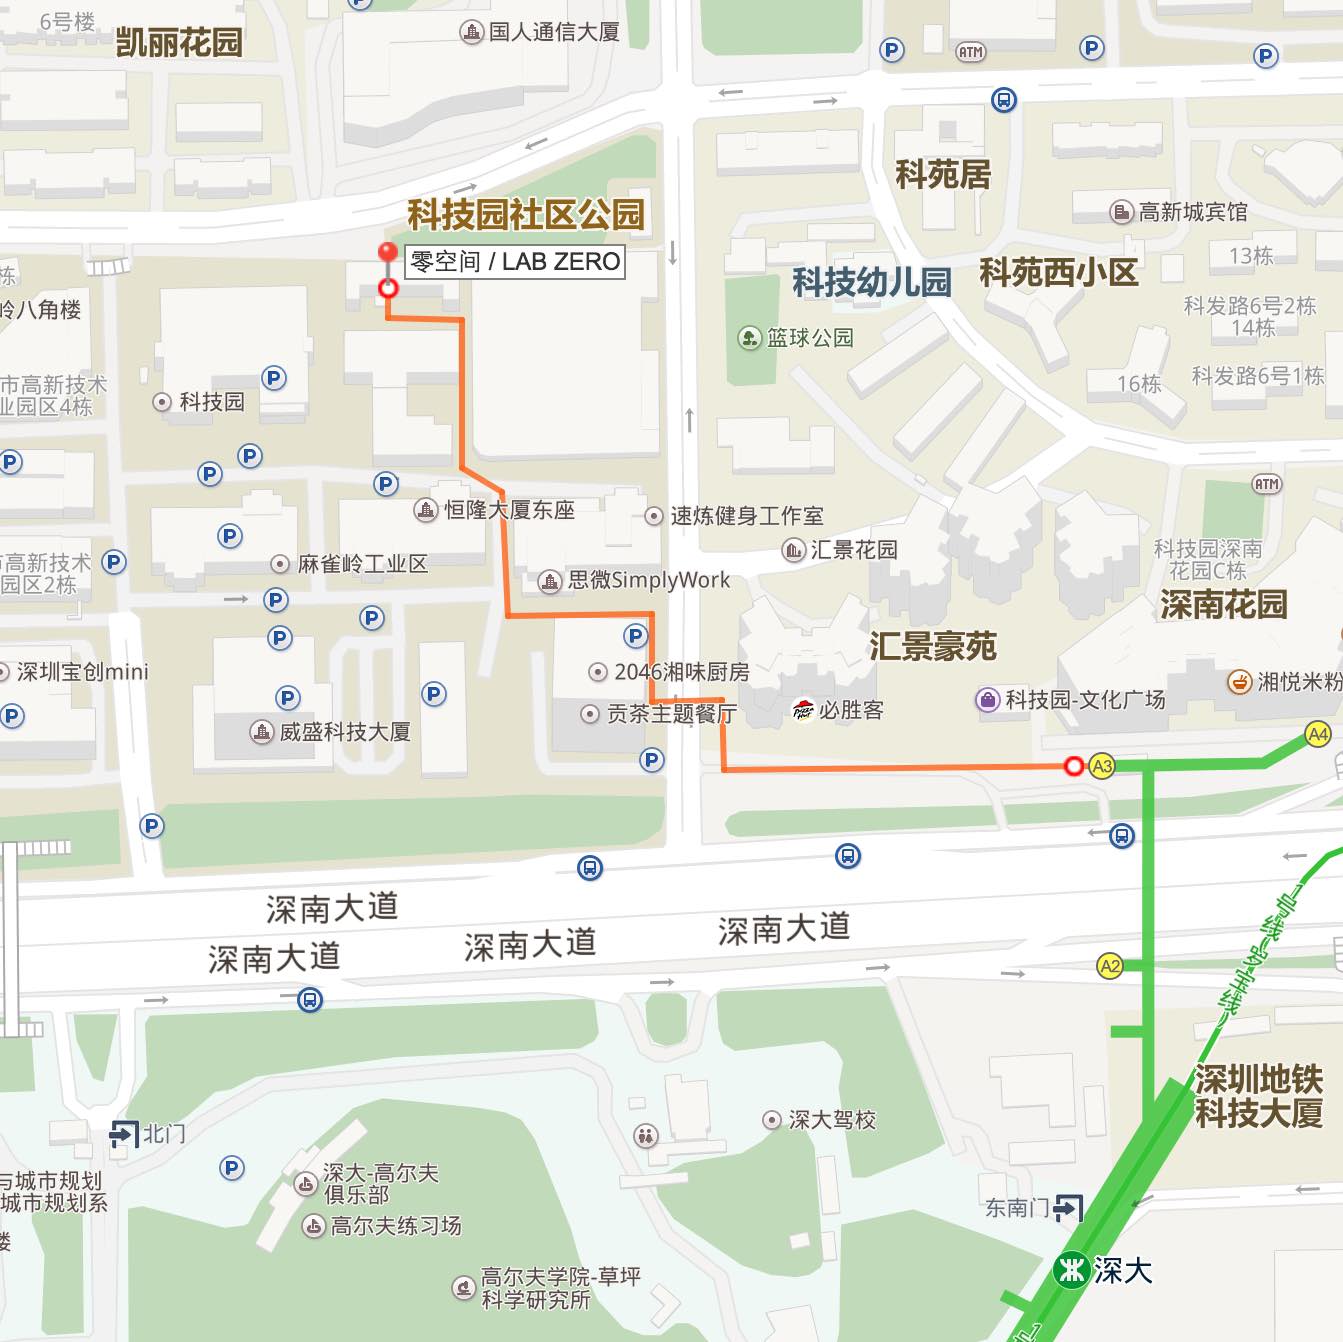 6号楼
凯丽花园
国人通信大厦
P
P
ATM
P
P
科苑居
科技园社区公园
高新城宾馆
零空间 / LAB ZERO
13栋
科技幼儿园
科苑西小区
栋
岭八角楼
科发路6号2栋
14栋
篮球公园
P
科技园
市高新技术
业园区4栋
16栋
科发路6号1栋
P
P
P
P
ATM
恒隆大厦东座
速炼健身工作室
P
汇景花园
科技园深南
花园C栋
市高新技术
园区2栋
P
麻雀岭工业区
思微SimplyWork
P
P
P
P
深南花园
汇景豪苑
深圳宝创mini
2046湘味厨房
湘悦米粉
P
P
P
贡茶主题餐厅
Pizza Hut
必胜客
科技园-文化广场
威盛科技大厦
A4
P
A3
P
深南大道
深南大道
深南大道
深南大道
1号线(罗宝线)
A2
深圳地铁
科技大厦
北门
深大驾校
P
与城市规划
城市规划系
深大-高尔夫
俱乐部
东南门
高尔夫练习场
楼
深大
高尔夫学院-草坪
科学研究所